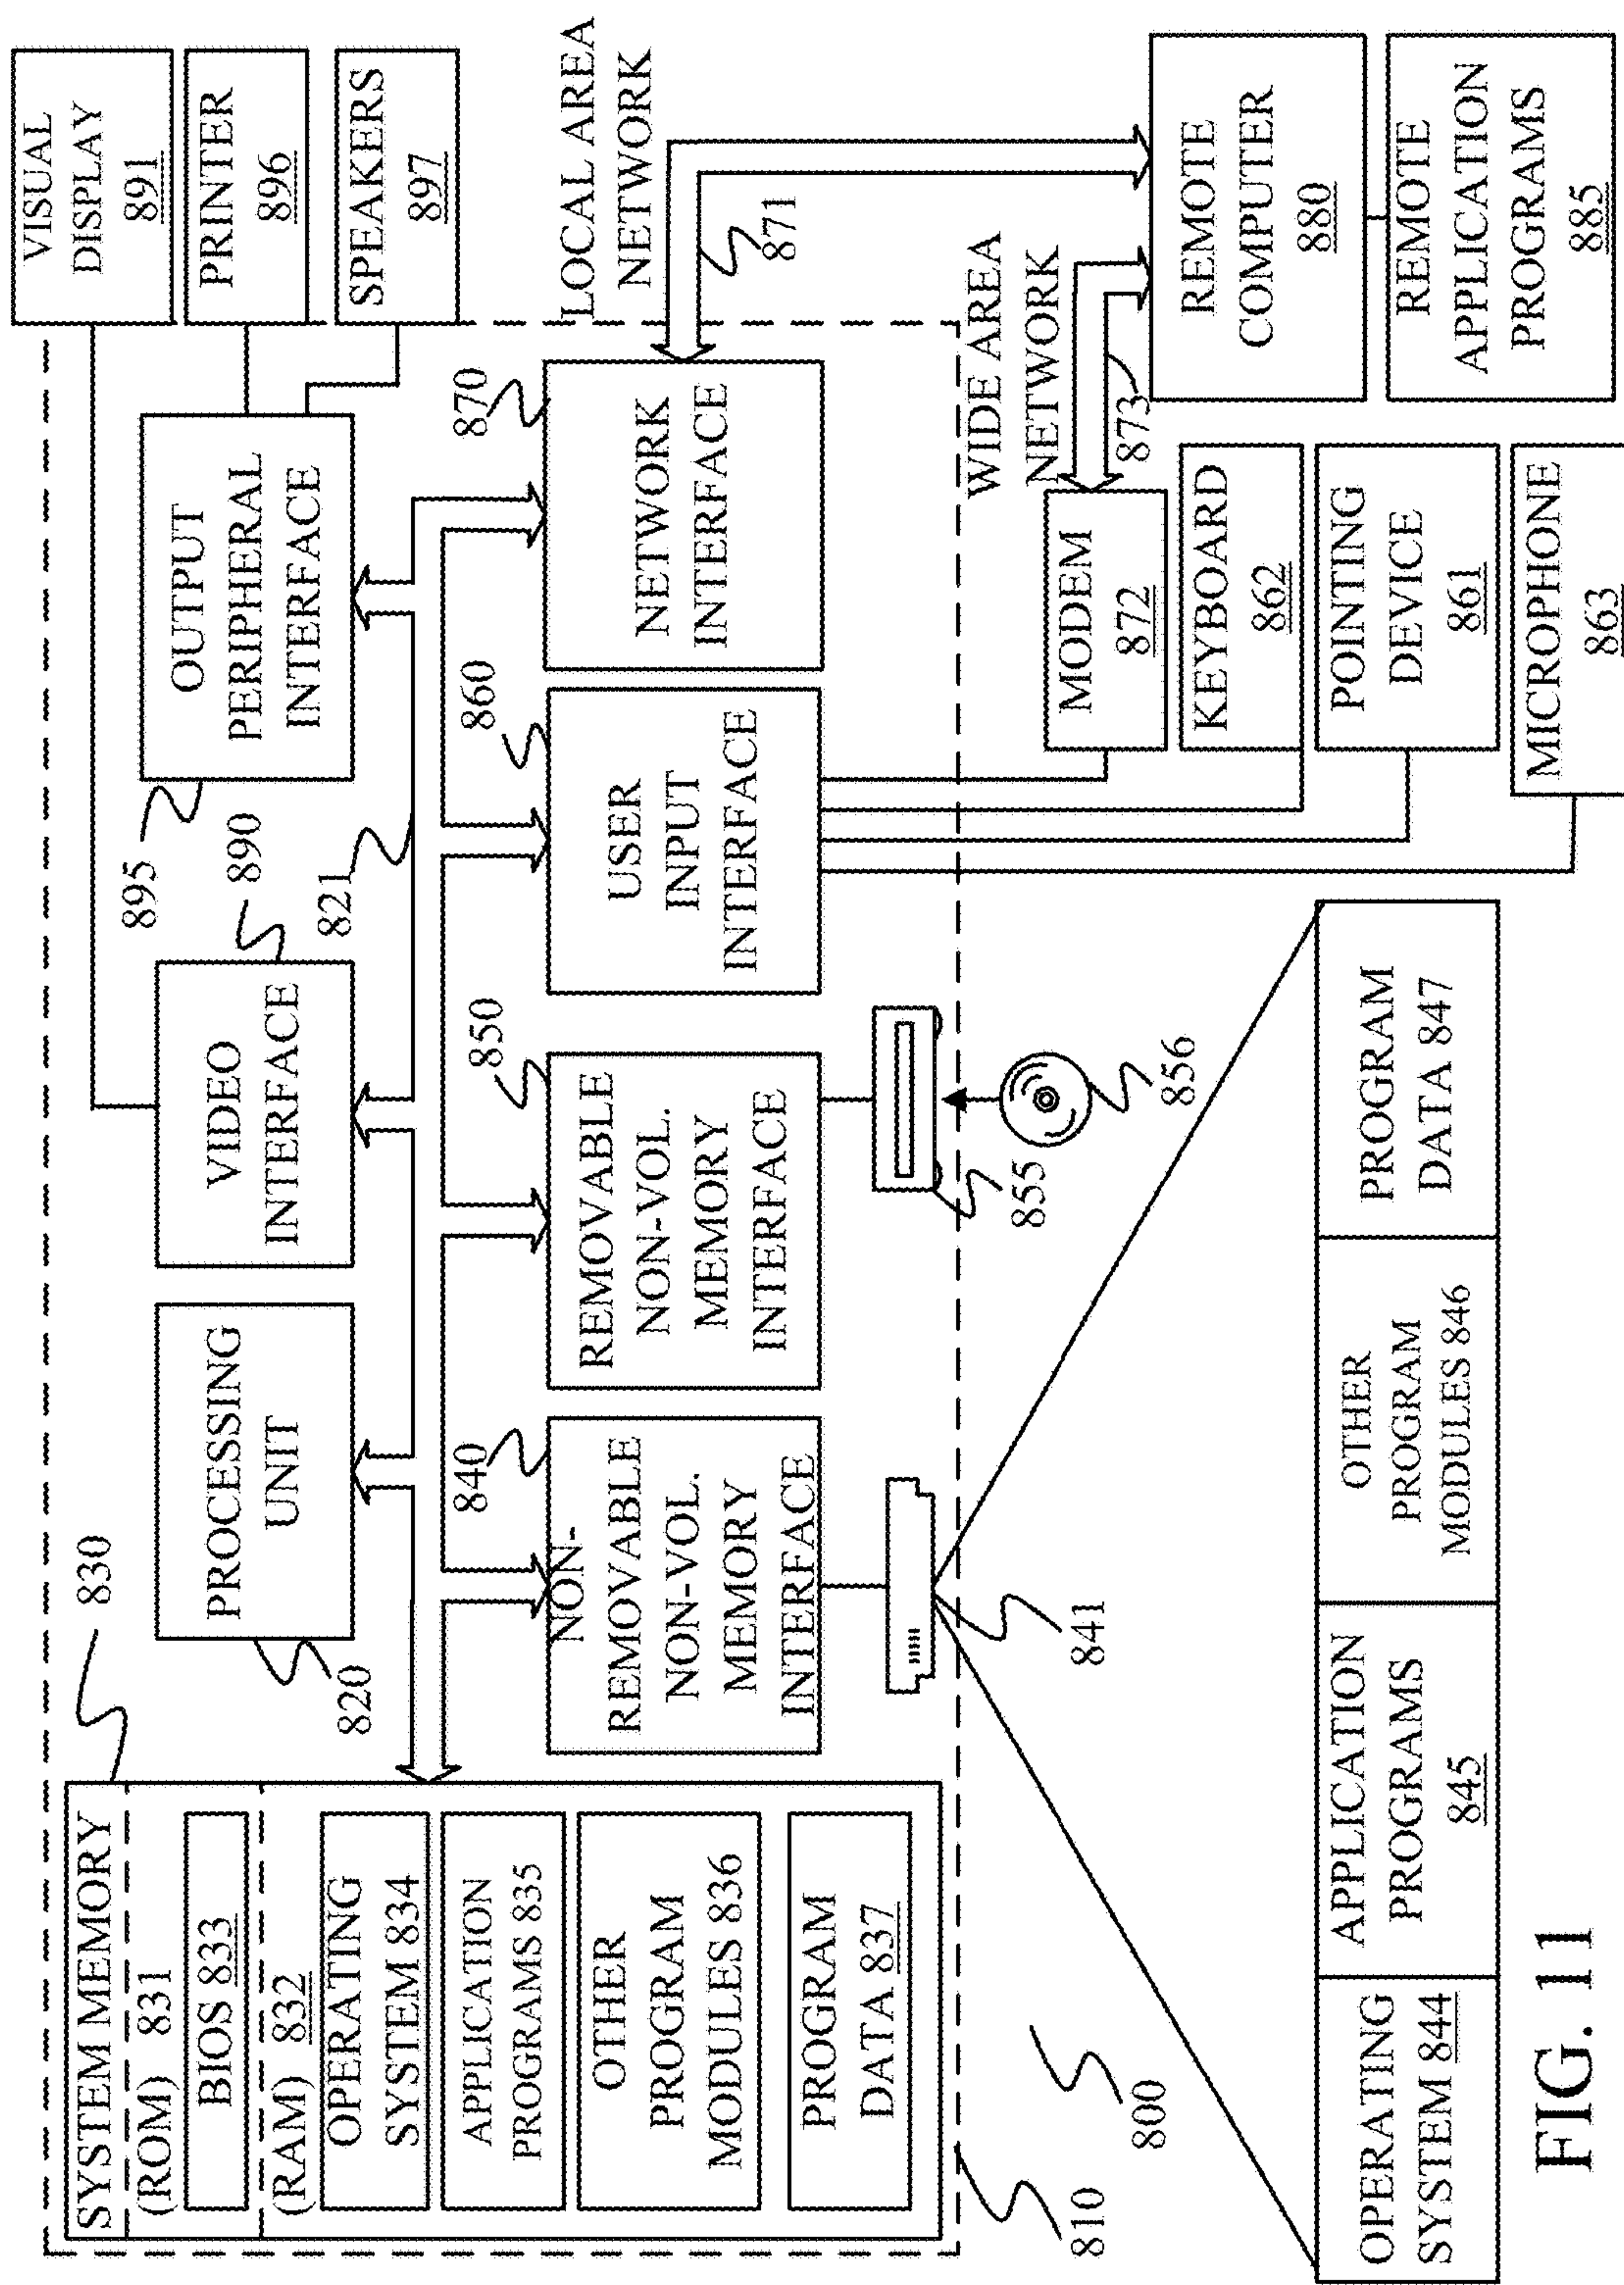 SYSTEM MEMORY
(ROM) 831
BIOS 833
(RAM) 832
OPERATING
SYSTEM 834
APPLICATION
PROGRAMS 835
OTHER
PROGRAM
MODULES 836
PROGRAM
DATA 837
830
820
PROCESSING
UNIT
VIDEO
INTERFACE
890
895
821
OUTPUT
PERIPHERAL
INTERFACE
VISUAL
DISPLAY
891
PRINTER
896
SPEAKERS
897
840
NON-
REMOVABLE
NON-VOL.
MEMORY
INTERFACE
850
REMOVABLE
NON-VOL.
MEMORY
INTERFACE
860
USER
INPUT
INTERFACE
870
NETWORK
INTERFACE
LOCAL AREA
NETWORK
871
841
855
856
WIDE AREA
NETWORK
873
MODEM
872
KEYBOARD
862
POINTING
DEVICE
861
MICROPHONE
863
REMOTE
COMPUTER
880
REMOTE
APPLICATION
PROGRAMS
885
810
800
OPERATING
SYSTEM 844
APPLICATION
PROGRAMS
845
OTHER
PROGRAM
MODULES 846
PROGRAM
DATA 847
FIG. 11